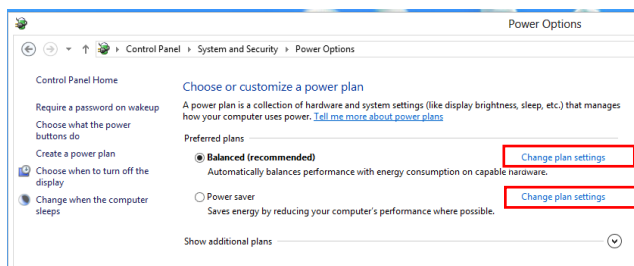 Power Options
Control Panel System and Security Power Options
Control Panel Home
Require a password on wakeup
Choose what the power
buttons do
Create a power plan
Choose when to turn off the
display
Change when the computer
sleeps
Choose or customize a power plan
A power plan is a collection of hardware and system settings (like display brightness, sleep, etc.) that manages
how your computer uses power. Tell me more about power plans
Preferred plans
Balanced (recommended) Change plan settings
Automatically balances performance with energy consumption on capable hardware.
Power saver Change plan settings
Saves energy by reducing your computer's performance where possible.
Show additional plans